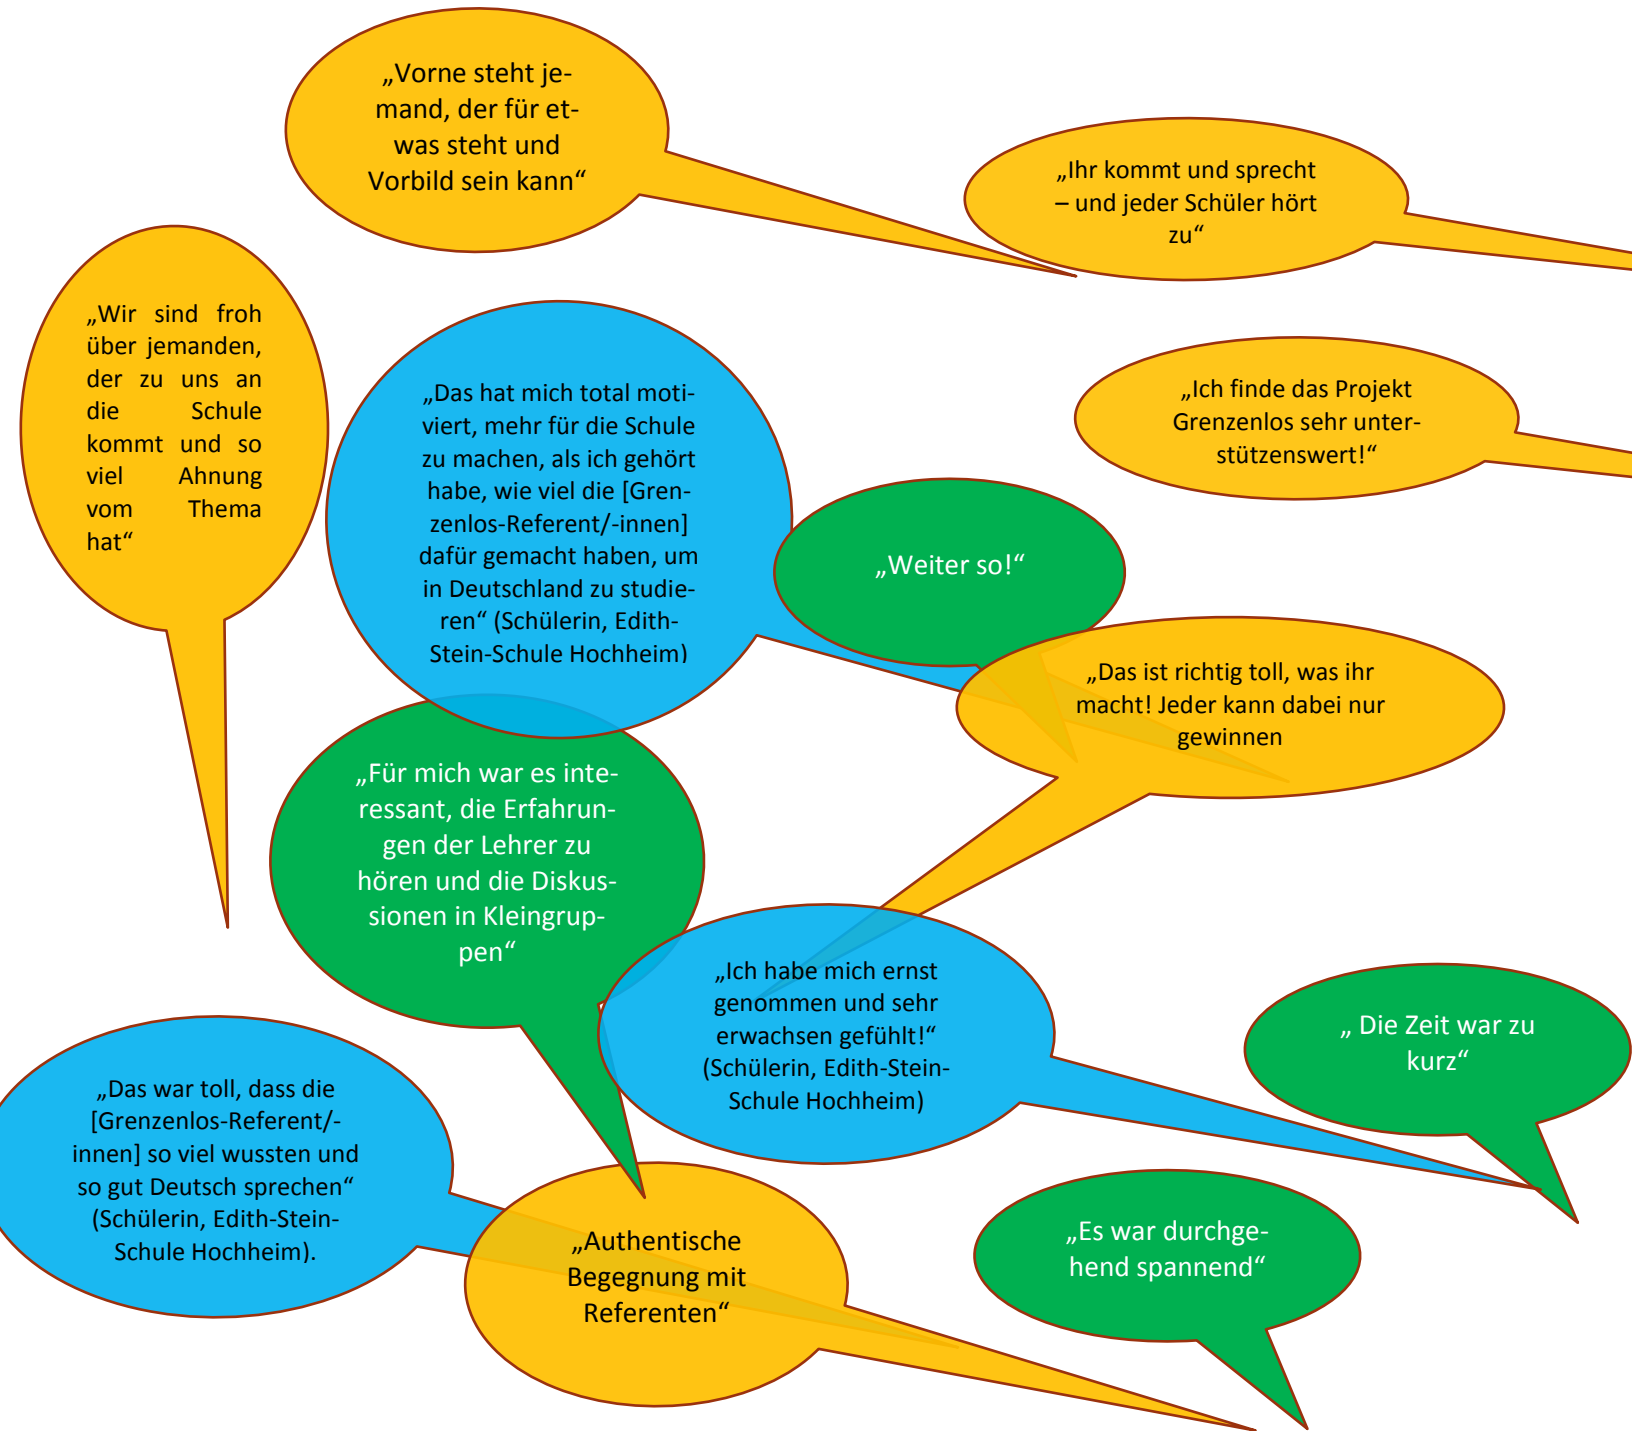 „Vorne steht je-
mand, der für et-
was steht und
Vorbild sein kann“
„Ihr kommt und sprecht
– und jeder Schüler hört
zu“
„Wir sind froh
über jemanden,
der zu uns an
die Schule
kommt und so
viel Ahnung
vom Thema
hat“
„Das hat mich total moti-
viert, mehr für die Schule
zu machen, als ich gehört
habe, wie viel die [Gren-
zenlos-Referent/-innen]
dafür gemacht haben, um
in Deutschland zu studie-
ren“ (Schülerin, Edith-
Stein-Schule Hochheim)
„Ich finde das Projekt
Grenzenlos sehr unter-
stützenswert!“
„Weiter so!“
„Das ist richtig toll, was ihr
macht! Jeder kann dabei nur
gewinnen
„Für mich war es inte-
ressant, die Erfahrun-
gen der Lehrer zu
hören und die Diskus-
sionen in Kleingrup-
pen“
„Ich habe mich ernst
genommen und sehr
erwachsen gefühlt!“
(Schülerin, Edith-Stein-
Schule Hochheim)
„ Die Zeit war zu
kurz“
„Das war toll, dass die
[Grenzenlos-Referent/-
innen] so viel wussten und
so gut Deutsch sprechen“
(Schülerin, Edith-Stein-
Schule Hochheim).
„Authentische
Begegnung mit
Referenten“
„Es war durchge-
hend spannend“